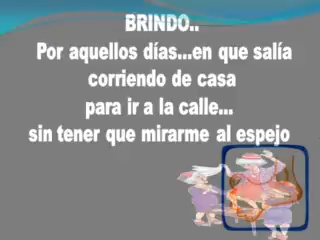 BRINDO..
Por aquellos días...en que salía
corriendo de casa
para ir a la calle...
sin tener que mirarme al espejo